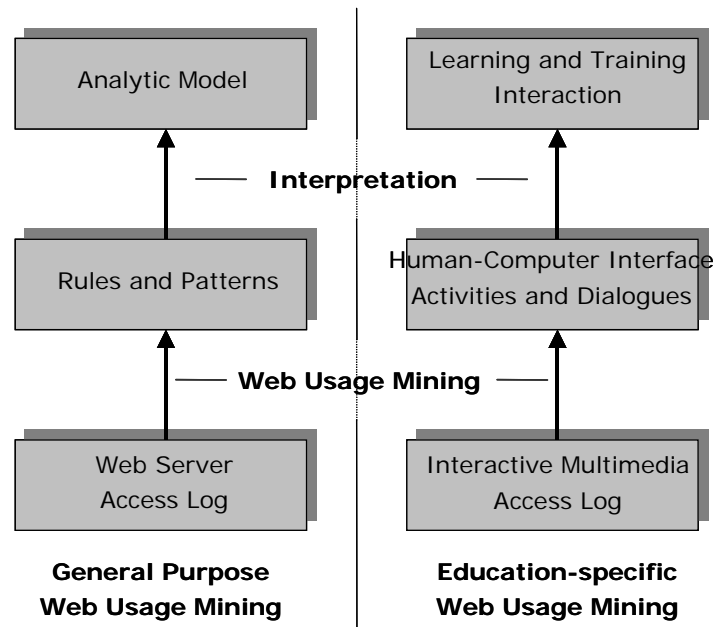 Analytic Model
Learning and Training
Interaction
Interpretation
Rules and Patterns
Human-Computer Interface
Activities and Dialogues
Web Usage Mining
Web Server
Access Log
Interactive Multimedia
Access Log
General Purpose
Web Usage Mining
Education-specific
Web Usage Mining